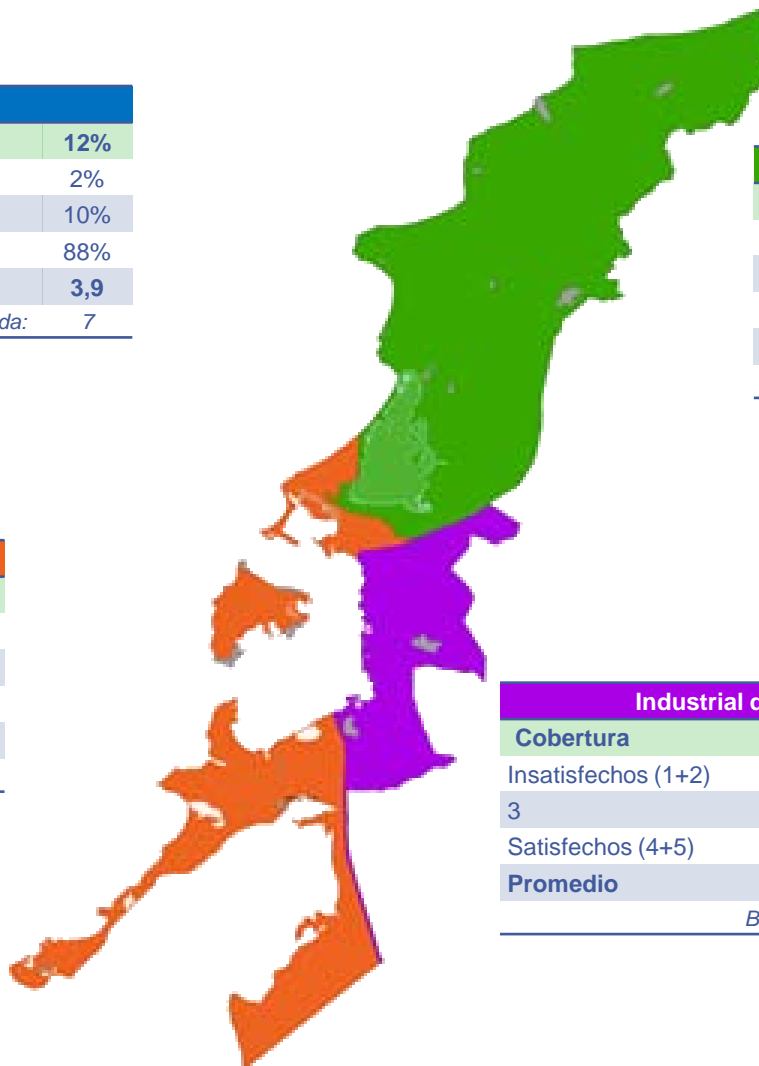 12%
2%
10%
88%
3,9
da: 7
Industrial d
Cobertura
Insatisfechos (1+2)
3
Satisfechos (4+5)
Promedio
B